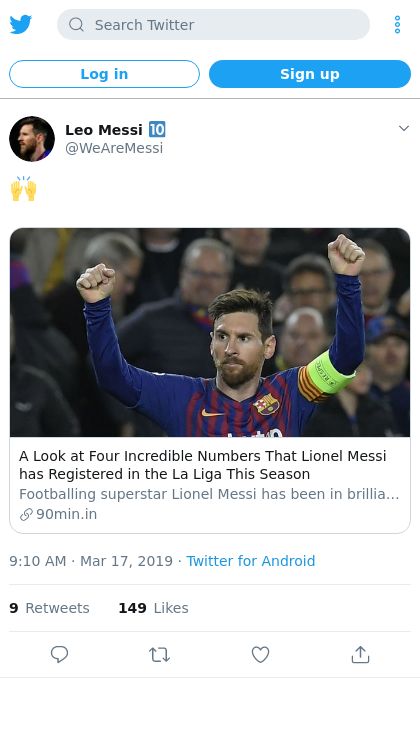 Search Twitter
Log in
Sign up
Leo Messi 🔟
@WeAreMessi
🙌
A Look at Four Incredible Numbers That Lionel Messi
has Registered in the La Liga This Season
Footballing superstar Lionel Messi has been in brillia...
90min.in
9:10 AM · Mar 17, 2019 · Twitter for Android
9 Retweets 149 Likes